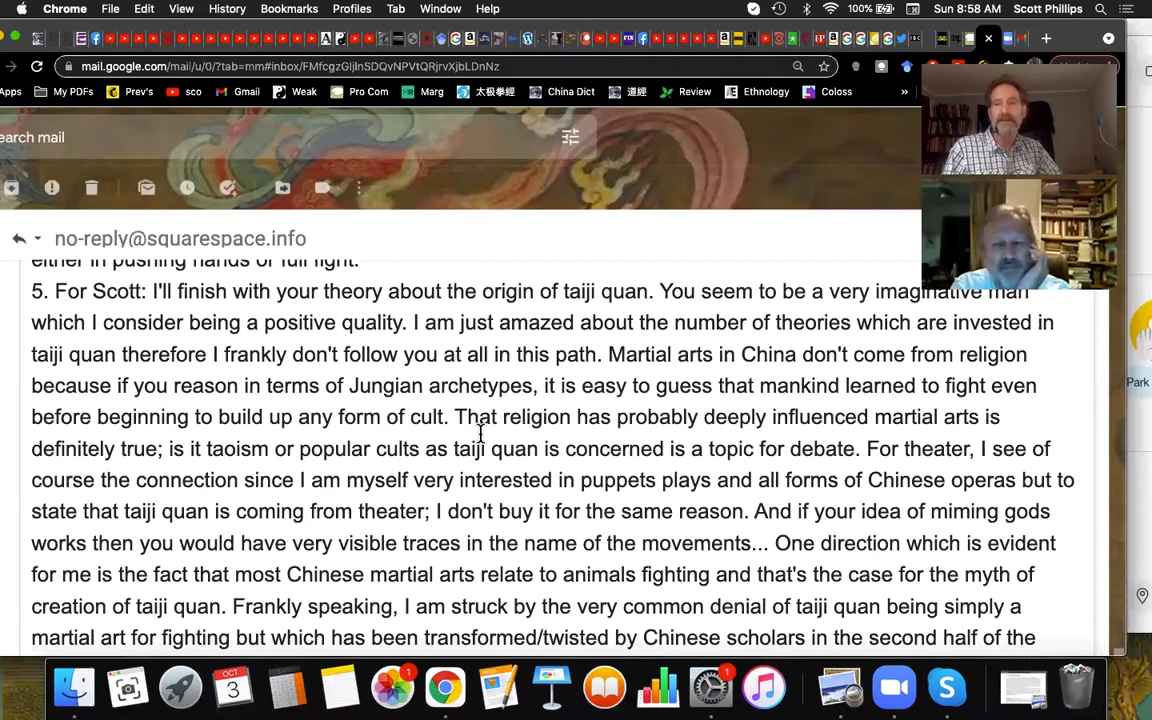 Chrome File Edit View History Bookmarks Profiles Tab Window Help 100% Sun 8:58 AM Scott Phillips
mail.google.com/mail/u/0/?tab=mm#inbox/FMfcgzGljlnSDQvNPVtQRjrvXjbLDnNz
Apps My PDFs Prev's sco Gmail Weak Pro Com Marg 太极拳經 China Dict 道經 Review Ethnology Coloss »
earch mail
no-reply@squarespace.info
either in pushing hands or full fight.
5. For Scott: I'll finish with your theory about the origin of taiji quan. You seem to be a very imaginative man
which I consider being a positive quality. I am just amazed about the number of theories which are invested in
taiji quan therefore I frankly don't follow you at all in this path. Martial arts in China don't come from religion
because if you reason in terms of Jungian archetypes, it is easy to guess that mankind learned to fight even
before beginning to build up any form of cult. That religion has probably deeply influenced martial arts is
definitely true; is it taoism or popular cults as taiji quan is concerned is a topic for debate. For theater, I see of
course the connection since I am myself very interested in puppets plays and all forms of Chinese operas but to
state that taiji quan is coming from theater; I don't buy it for the same reason. And if your idea of miming gods
works then you would have very visible traces in the name of the movements... One direction which is evident
for me is the fact that most Chinese martial arts relate to animals fighting and that's the case for the myth of
creation of taiji quan. Frankly speaking, I am struck by the very common denial of taiji quan being simply a
martial art for fighting but which has been transformed/twisted by Chinese scholars in the second half of the
Park
OCT
3
1
1